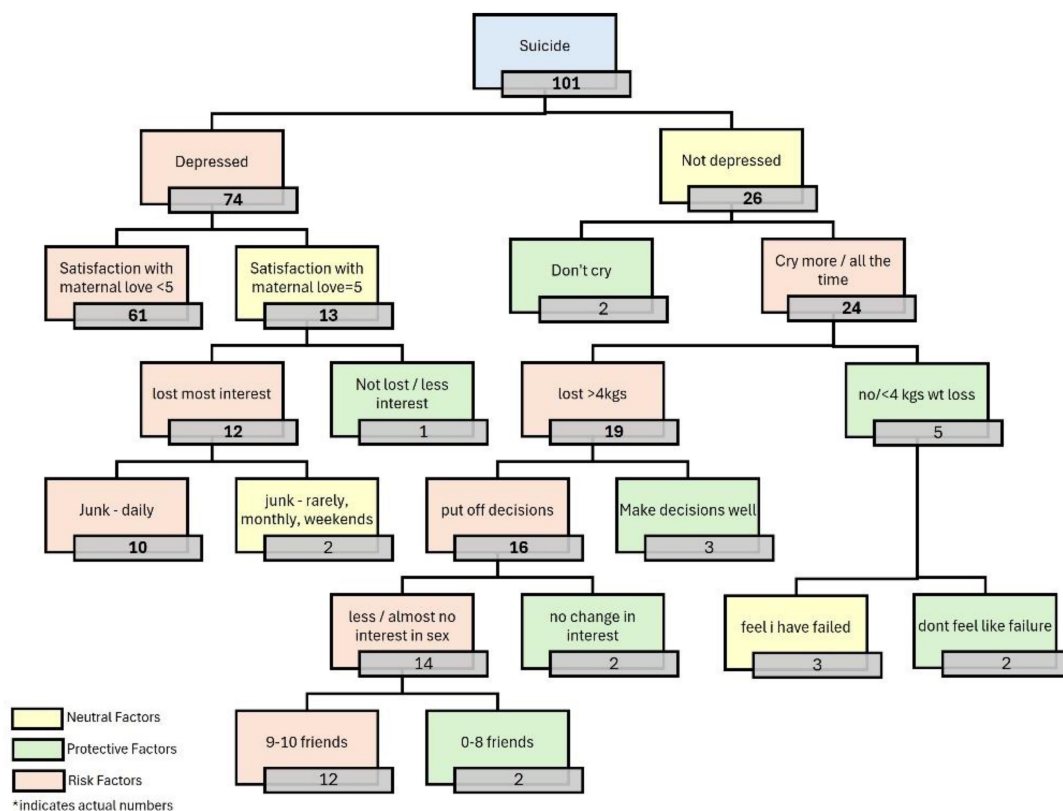 Suicide
101
Depressed
74
Not depressed
26
Satisfaction with
maternal love <5
61
Satisfaction with
maternal love=5
13
Don't cry
2
Cry more / all the
time
24
lost most interest
12
Not lost / less
interest
1
lost >4kgs
19
no/<4 kgs wt loss
5
Junk - daily
10
junk - rarely,
monthly, weekends
2
put off decisions
16
Make decisions well
3
less / almost no
interest in sex
14
no change in
interest
2
feel i have failed
3
dont feel like failure
2
9-10 friends
12
0-8 friends
2
Neutral Factors
Protective Factors
Risk Factors
*indicates actual numbers